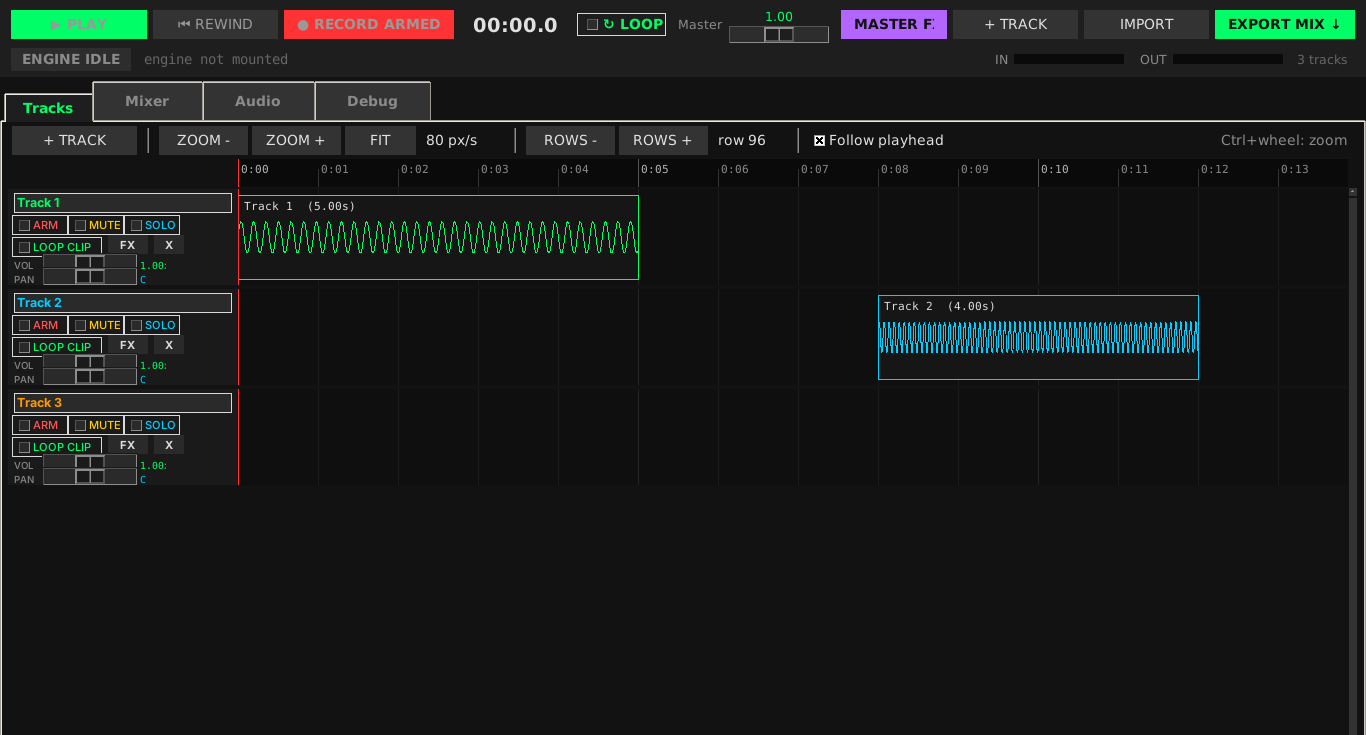 ▶ PLAY ⏮ REWIND ● RECORD ARMED 00:00.0 ↻ LOOP Master 1.00 MASTER F + TRACK IMPORT EXPORT MIX ↓
ENGINE IDLE engine not mounted IN OUT 3 tracks
Tracks Mixer Audio Debug
+ TRACK ZOOM - ZOOM + FIT 80 px/s ROWS - ROWS + row 96 Follow playhead Ctrl+wheel: zoom
0:00 0:01 0:02 0:03 0:04 0:05 0:06 0:07 0:08 0:09 0:10 0:11 0:12 0:13
Track 1
ARM MUTE SOLO
LOOP CLIP FX X
VOL 1.00
PAN C
Track 1 (5.00s)
Track 2
ARM MUTE SOLO
LOOP CLIP FX X
VOL 1.00
PAN C
Track 2 (4.00s)
Track 3
ARM MUTE SOLO
LOOP CLIP FX X
VOL 1.00
PAN C